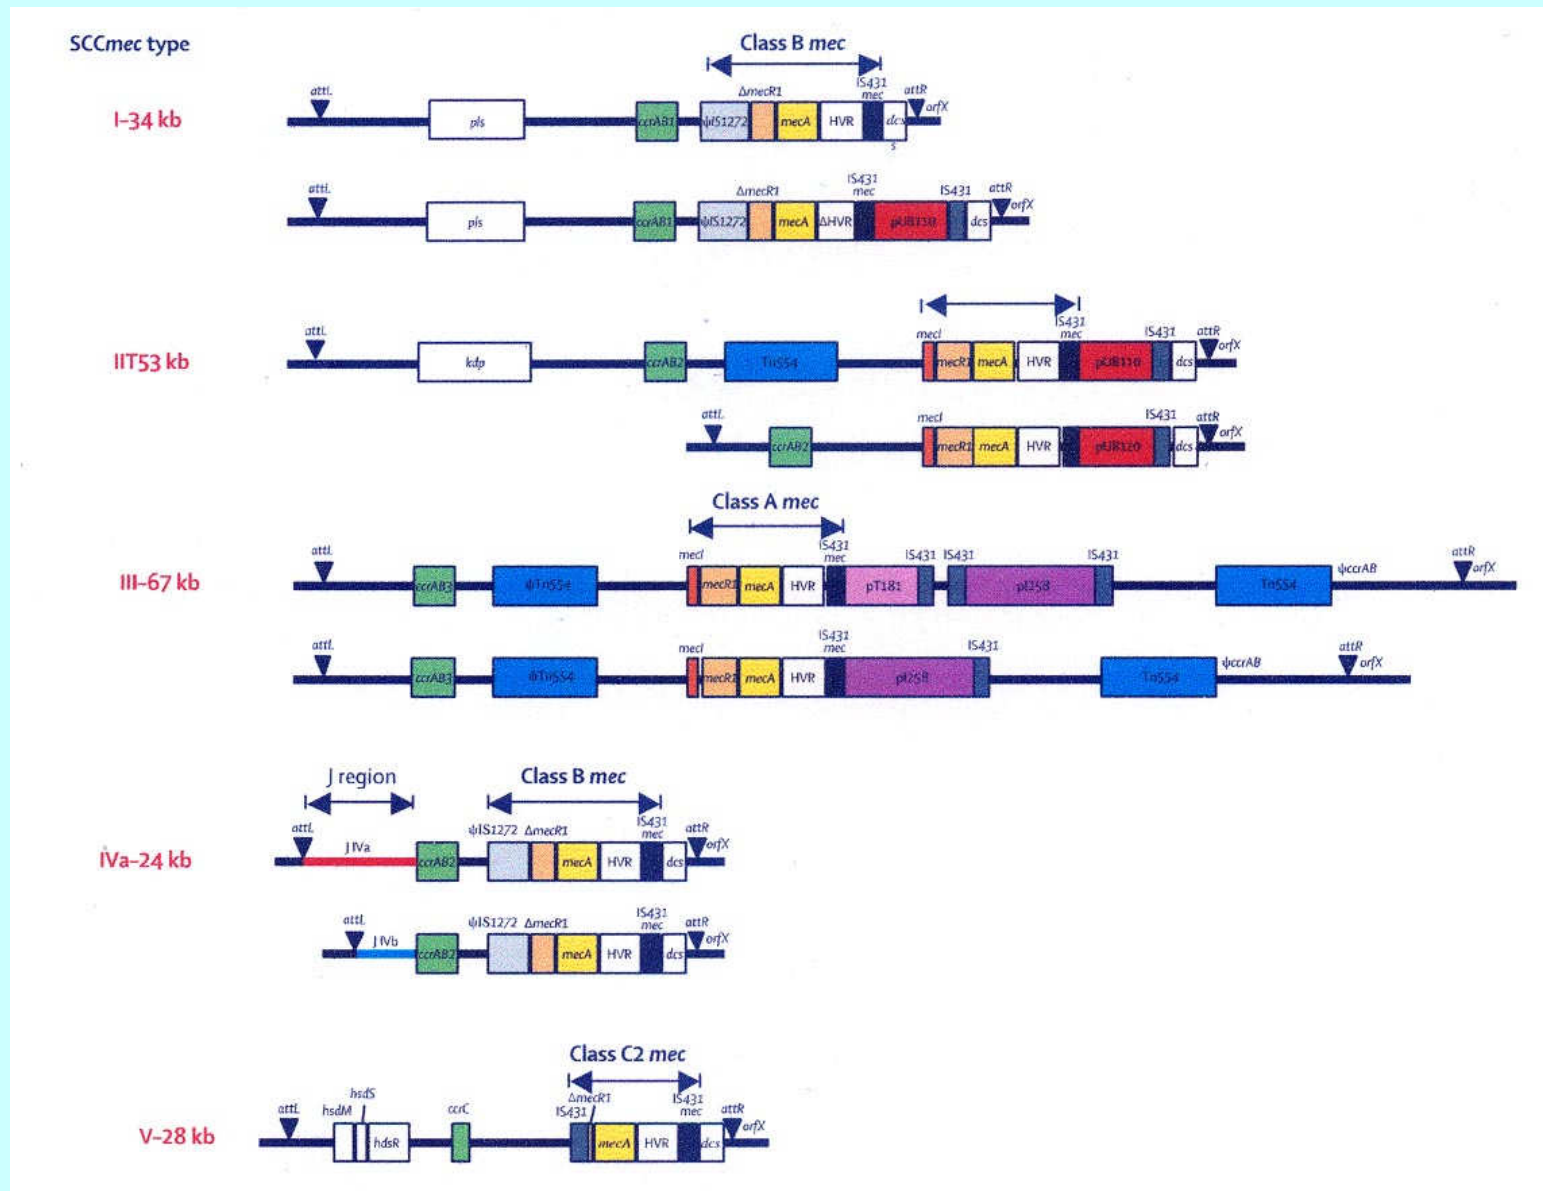 SCCmec type
Class B mec
I–34 kb
attL
pls
ccrAB1
ψIS1272
ΔmecR1
mecA
HVR
IS431
mec
dcs
s
attR
orfX
attL
pls
ccrAB1
ψIS1272
ΔmecR1
mecA
ΔHVR
IS431
mec
pUB110
IS431
dcs
attR
orfX
IIT53 kb
attL
kdp
ccrAB2
Tn554
mecI
mecR1
mecA
HVR
IS431
mec
pUB110
IS431
dcs
attR
orfX
attL
ccrAB2
mecI
mecR1
mecA
HVR
pUB110
IS431
dcs
attR
orfX
Class A mec
III–67 kb
attL
ccrAB3
ψTn554
mecI
mecR1
mecA
HVR
IS431
mec
pT181
IS431
IS431
pI258
IS431
Tn554
ψccrAB
attR
orfX
attL
ccrAB3
ψTn554
mecI
mecR1
mecA
HVR
IS431
mec
pI258
IS431
Tn554
ψccrAB
attR
orfX
J region
Class B mec
IVa–24 kb
attL
J IVa
ccrAB2
ψIS1272
ΔmecR1
mecA
HVR
IS431
mec
dcs
attR
orfX
attL
J IVb
ccrAB2
ψIS1272
ΔmecR1
mecA
HVR
IS431
mec
dcs
attR
orfX
Class C2 mec
V–28 kb
attL
hsdM
hsdS
hdsR
ccrC
IS431
ΔmecR1
mecA
HVR
IS431
mec
dcs
attR
orfX